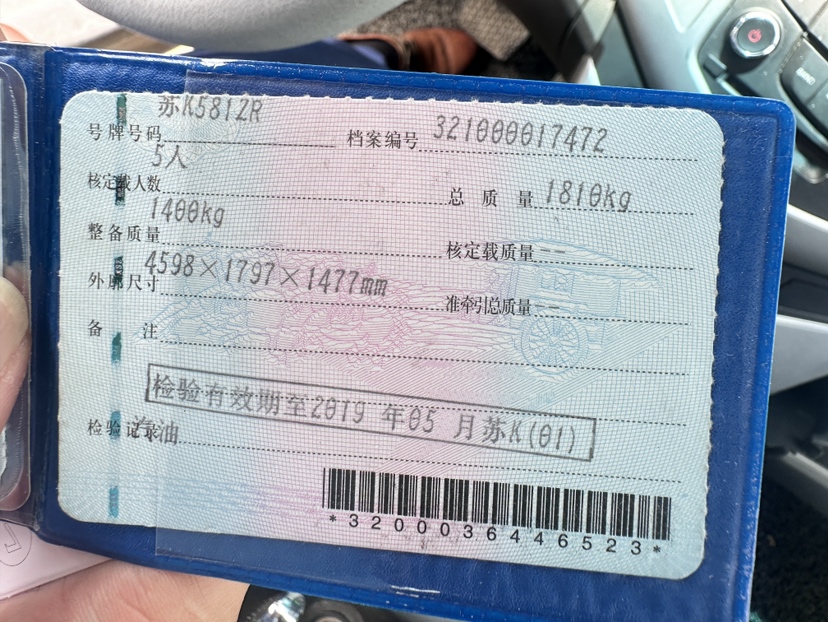 号牌号码 苏K581ZR 档案编号 321000017472
核定载人数 5人 总质量 1810kg
整备质量 1400kg 核定载质量 --
外廓尺寸 4598×1797×1477mm 准牵引总质量 --
备注
检验有效期至2019年05月苏K(01)
检验记录 汽油
*3200036446523*